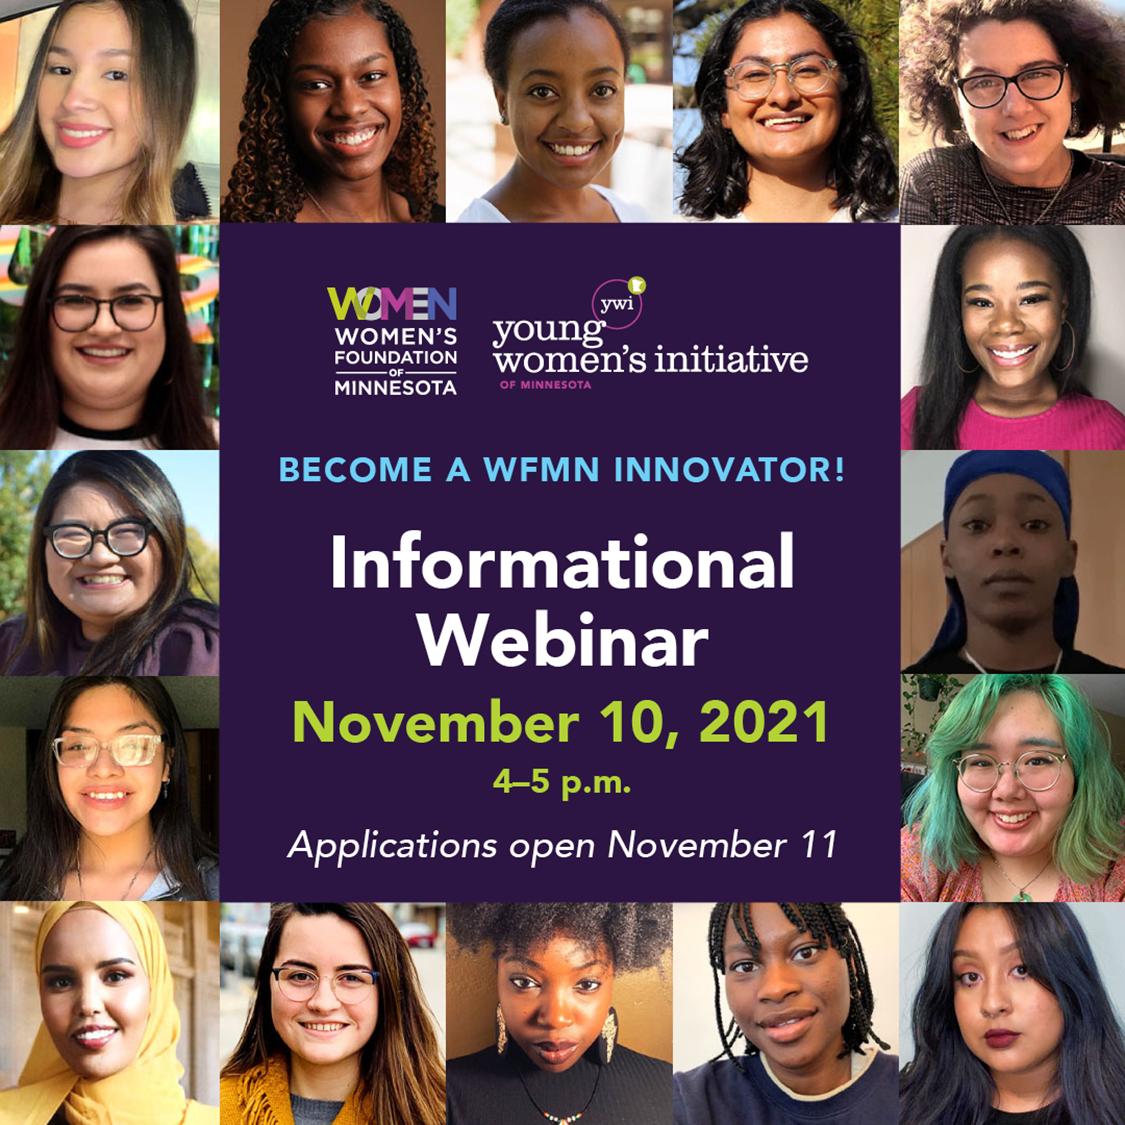 WOMEN
WOMEN'S
FOUNDATION
OF
MINNESOTA
ywi
young
women's initiative
OF MINNESOTA
BECOME A WFMN INNOVATOR!
Informational
Webinar
November 10, 2021
4–5 p.m.
Applications open November 11